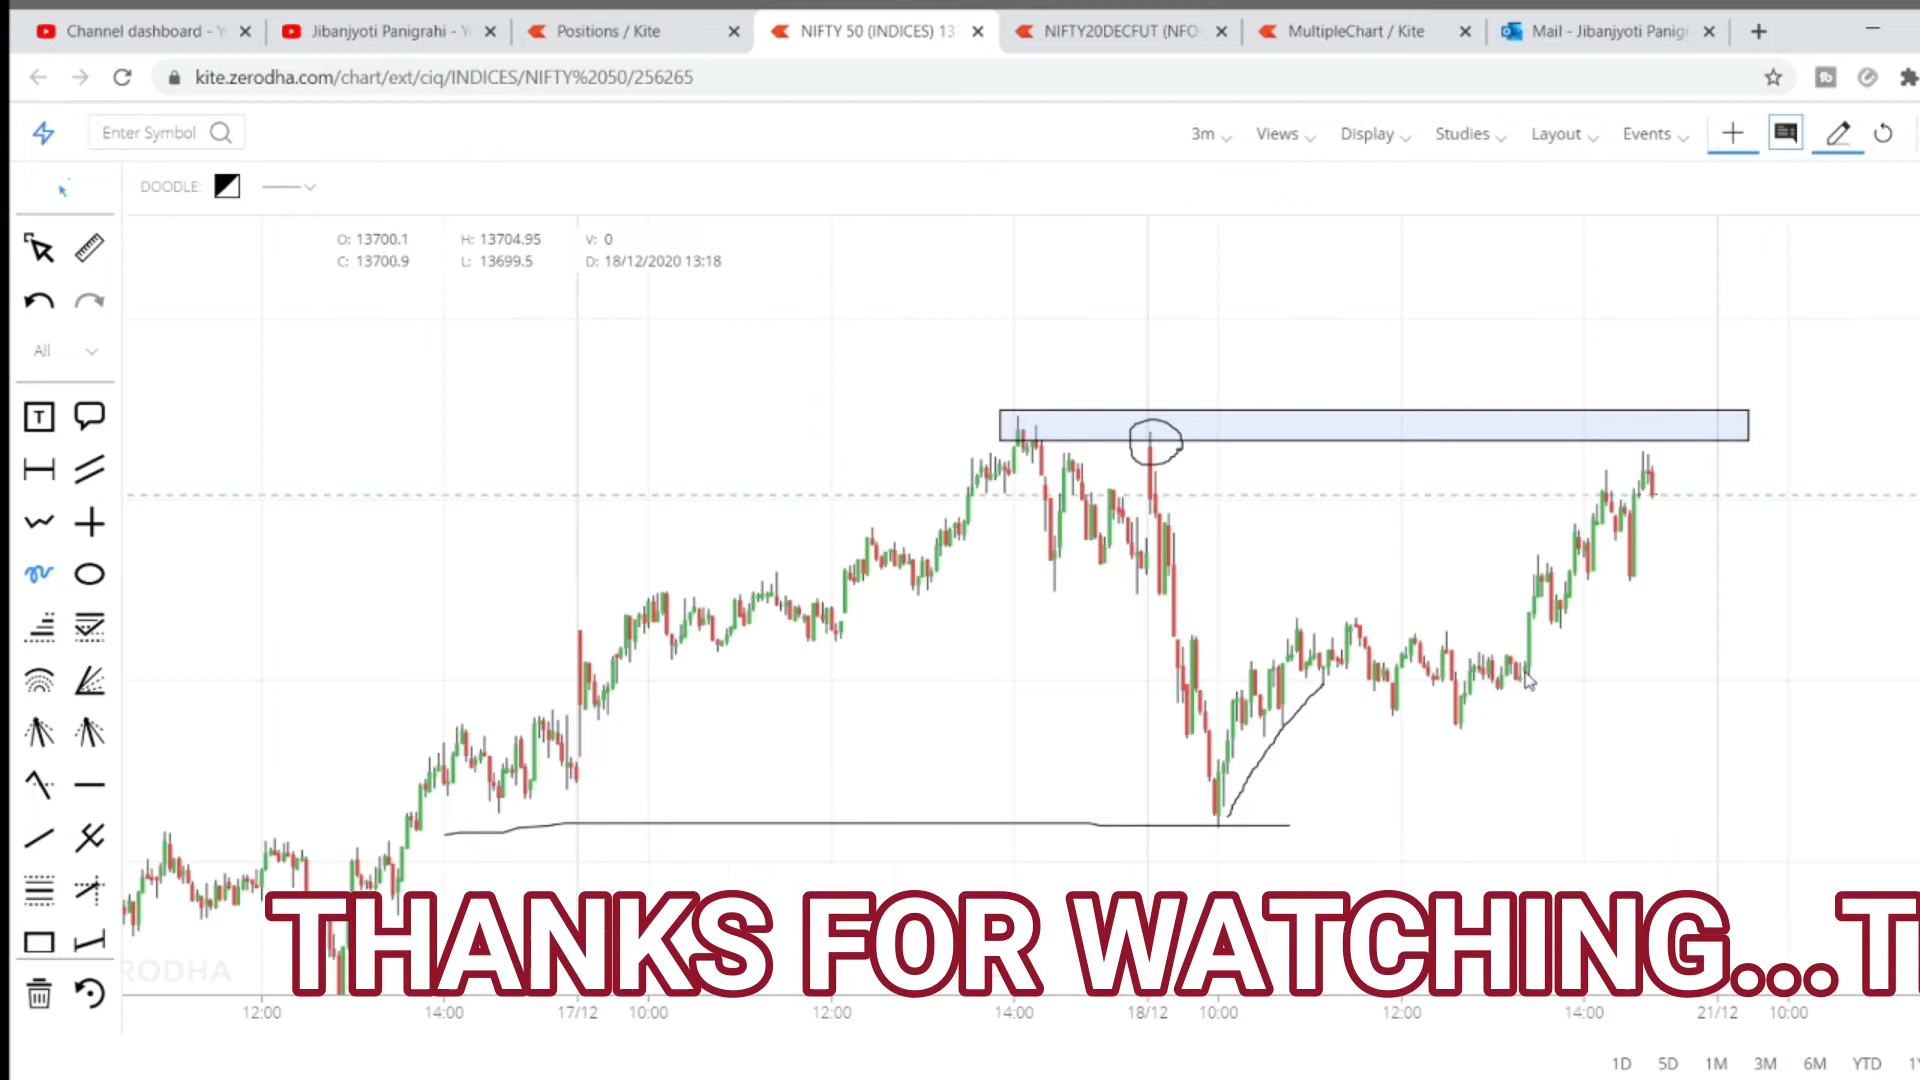 Channel dashboard - Y
Jibanjyoti Panigrahi - Y
Positions / Kite
NIFTY 50 (INDICES) 13
NIFTY20DECFUT (NFO
MultipleChart / Kite
Mail - Jibanjyoti Panigr
kite.zerodha.com/chart/ext/ciq/INDICES/NIFTY%2050/256265
Enter Symbol
3m
Views
Display
Studies
Layout
Events
DOODLE:
O: 13700.1 H: 13704.95 V: 0
C: 13700.9 L: 13699.5 D: 18/12/2020 13:18
All
T
RODHA
THANKS FOR WATCHING...T
12:00 14:00 17/12 10:00 12:00 14:00 18/12 10:00 12:00 14:00 21/12 10:00
1D 5D 1M 3M 6M YTD 1Y